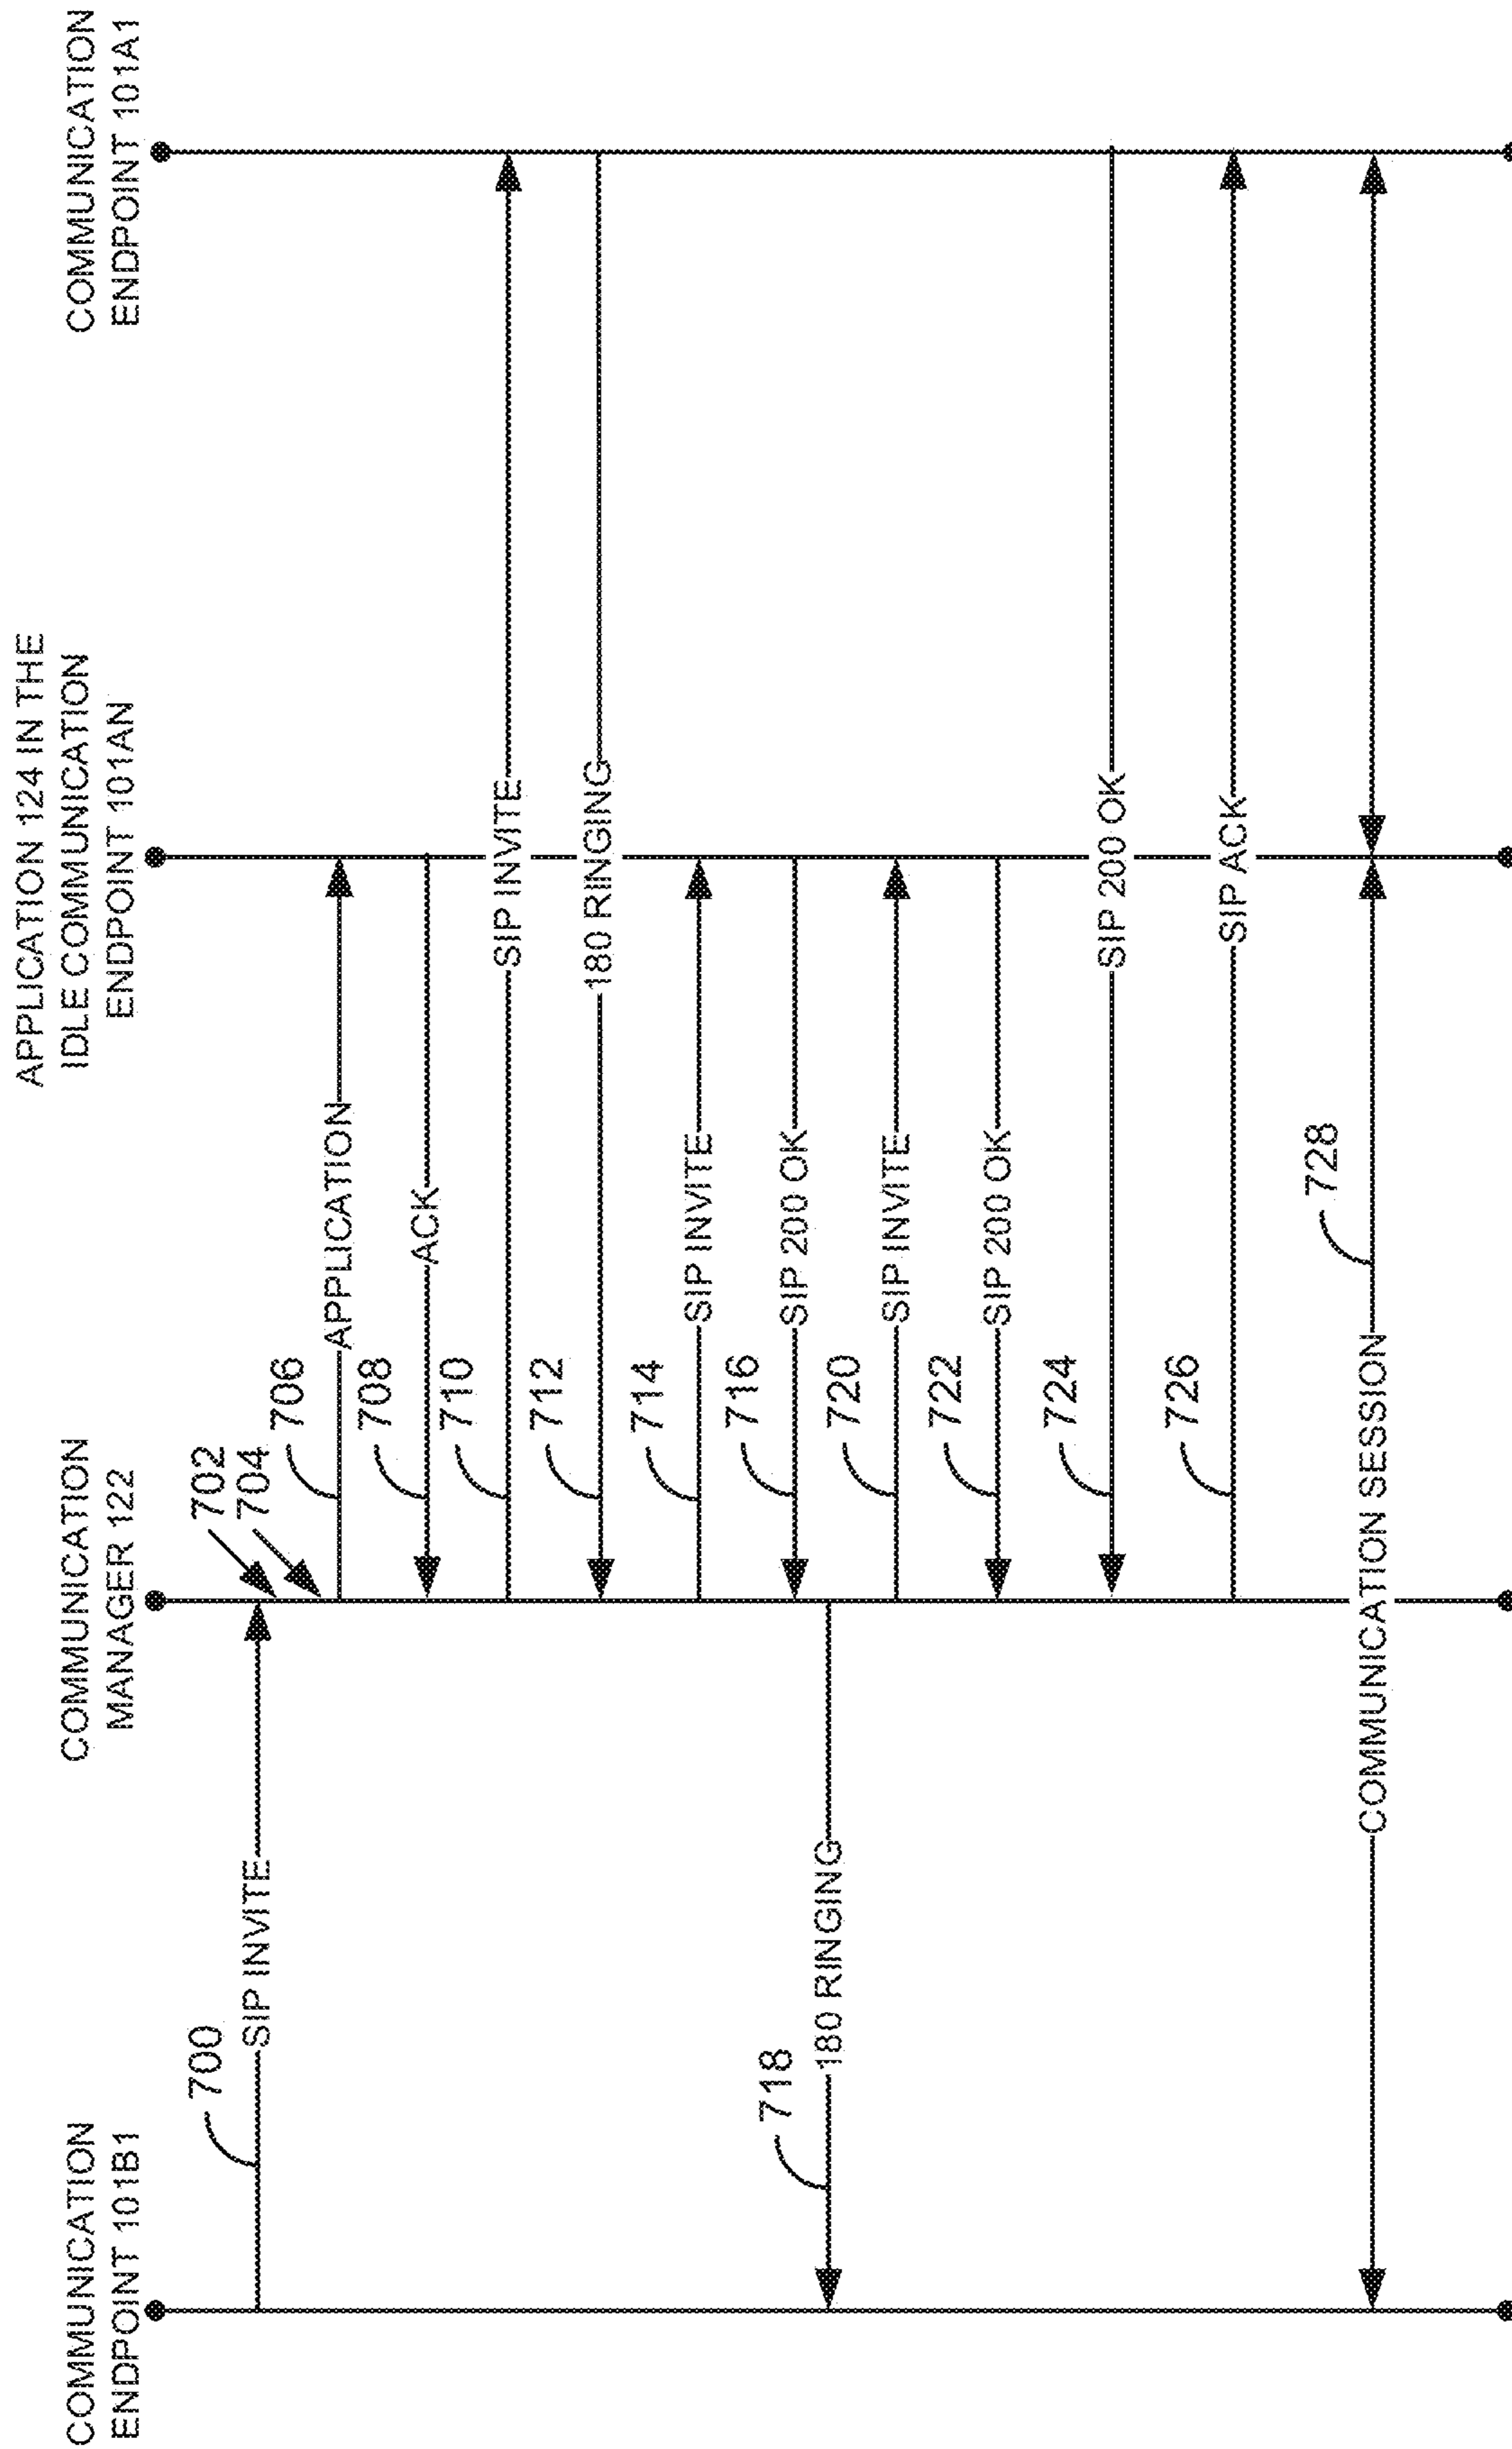 COMMUNICATION
ENDPOINT 101B1
COMMUNICATION
MANAGER 122
APPLICATION 124 IN THE
IDLE COMMUNICATION
ENDPOINT 101AN
COMMUNICATION
ENDPOINT 101A1
700
SIP INVITE
702
704
706
APPLICATION
708
ACK
710
SIP INVITE
712
180 RINGING
714
SIP INVITE
716
SIP 200 OK
718
180 RINGING
720
SIP INVITE
722
SIP 200 OK
724
SIP 200 OK
726
SIP ACK
COMMUNICATION SESSION
728